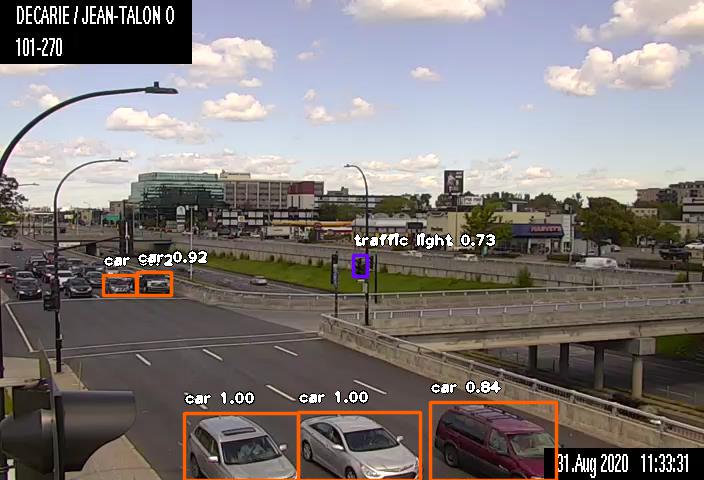 DECARIE / JEAN-TALON O
101-270
traffic light 0.73
car
car 0.92
HARVEY'S
car 1.00
car 1.00
car 0.84
31.Aug 2020 11:33:31